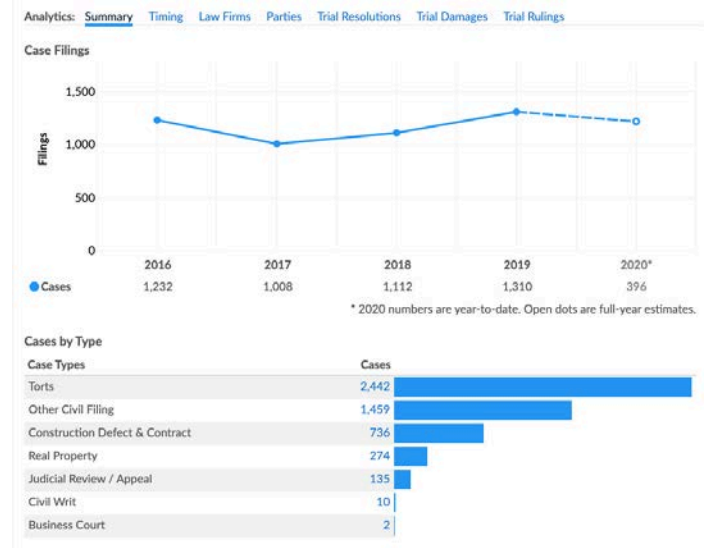 Analytics: Summary Timing Law Firms Parties Trial Resolutions Trial Damages Trial Rulings
Case Filings
1,500
1,000
500
0
Filings
2016 2017 2018 2019 2020*
Cases 1,232 1,008 1,112 1,310 396
* 2020 numbers are year-to-date. Open dots are full-year estimates.
Cases by Type
Case Types Cases
Torts 2,442
Other Civil Filing 1,459
Construction Defect & Contract 736
Real Property 274
Judicial Review / Appeal 135
Civil Writ 10
Business Court 2